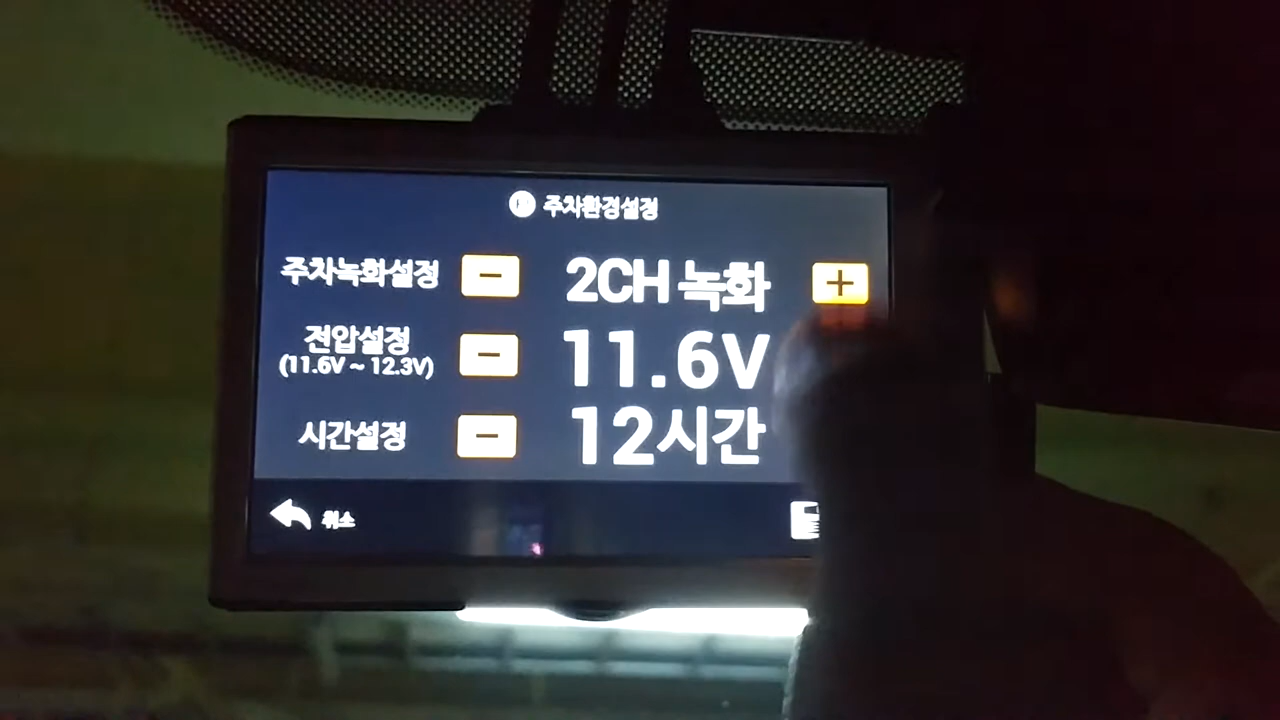 주차환경설정
주차녹화설정 - 2CH 녹화 +
전압설정 - 11.6V
(11.6V ~ 12.3V)
시간설정 - 12시간
취소